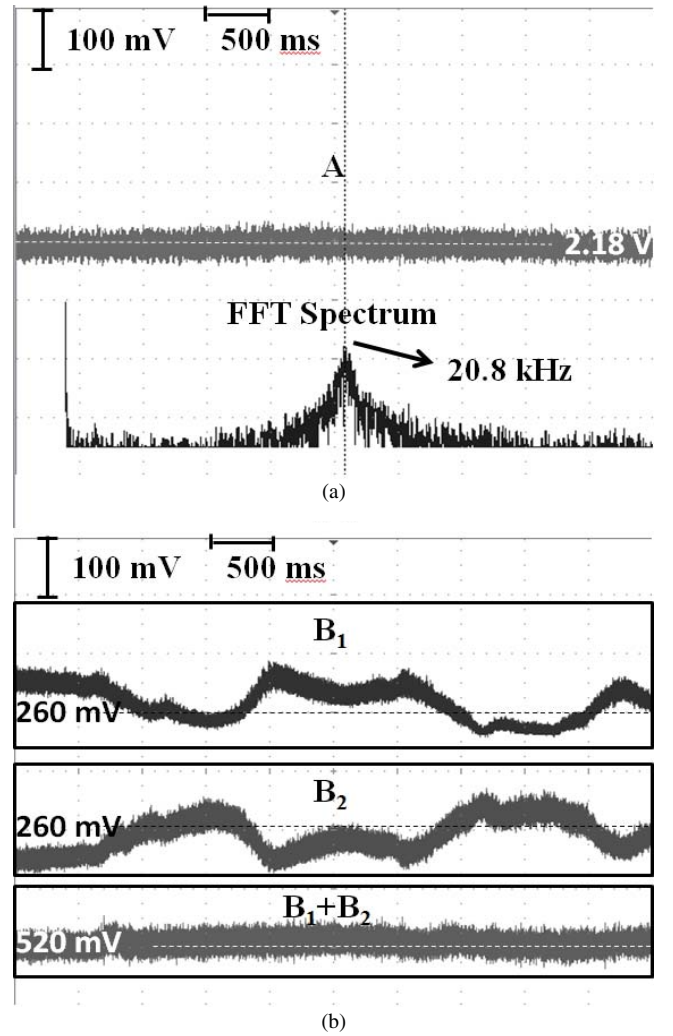 100 mV 500 ms
A
2.18 V
FFT Spectrum
20.8 kHz
(a)
100 mV 500 ms
B₁
260 mV
B₂
260 mV
B₁+B₂
520 mV
(b)